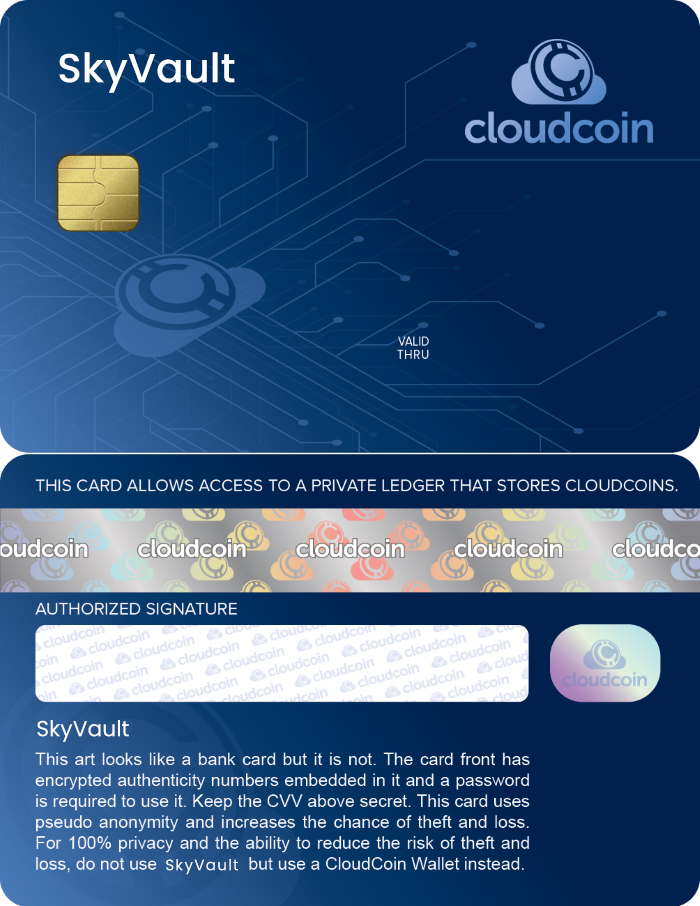 SkyVault
cloudcoin
VALID
THRU
THIS CARD ALLOWS ACCESS TO A PRIVATE LEDGER THAT STORES CLOUDCOINS.
oudcoin cloudcoin cloudcoin cloudcoin cloudco
AUTHORIZED SIGNATURE
cloudcoin
SkyVault
This art looks like a bank card but it is not. The card front has
encrypted authenticity numbers embedded in it and a password
is required to use it. Keep the CVV above secret. This card uses
pseudo anonymity and increases the chance of theft and loss.
For 100% privacy and the ability to reduce the risk of theft and
loss, do not use SkyVault but use a CloudCoin Wallet instead.